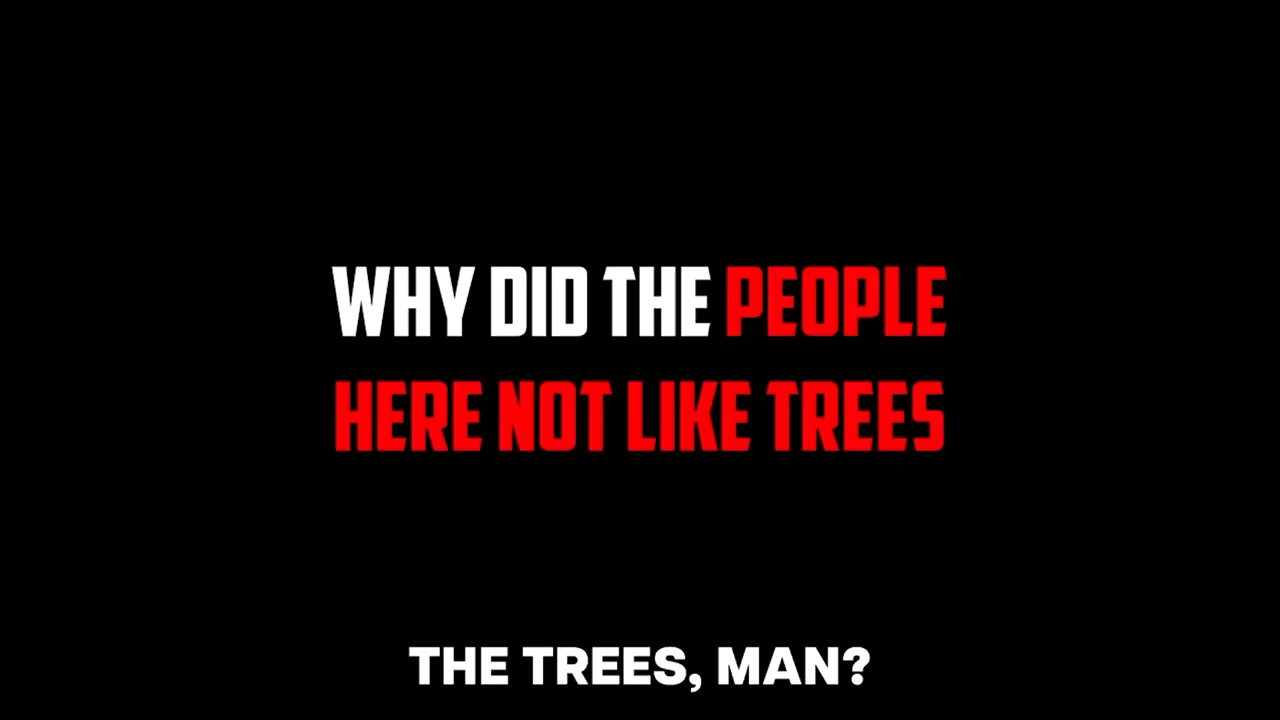 WHY DID THE PEOPLE
HERE NOT LIKE TREES
THE TREES, MAN?